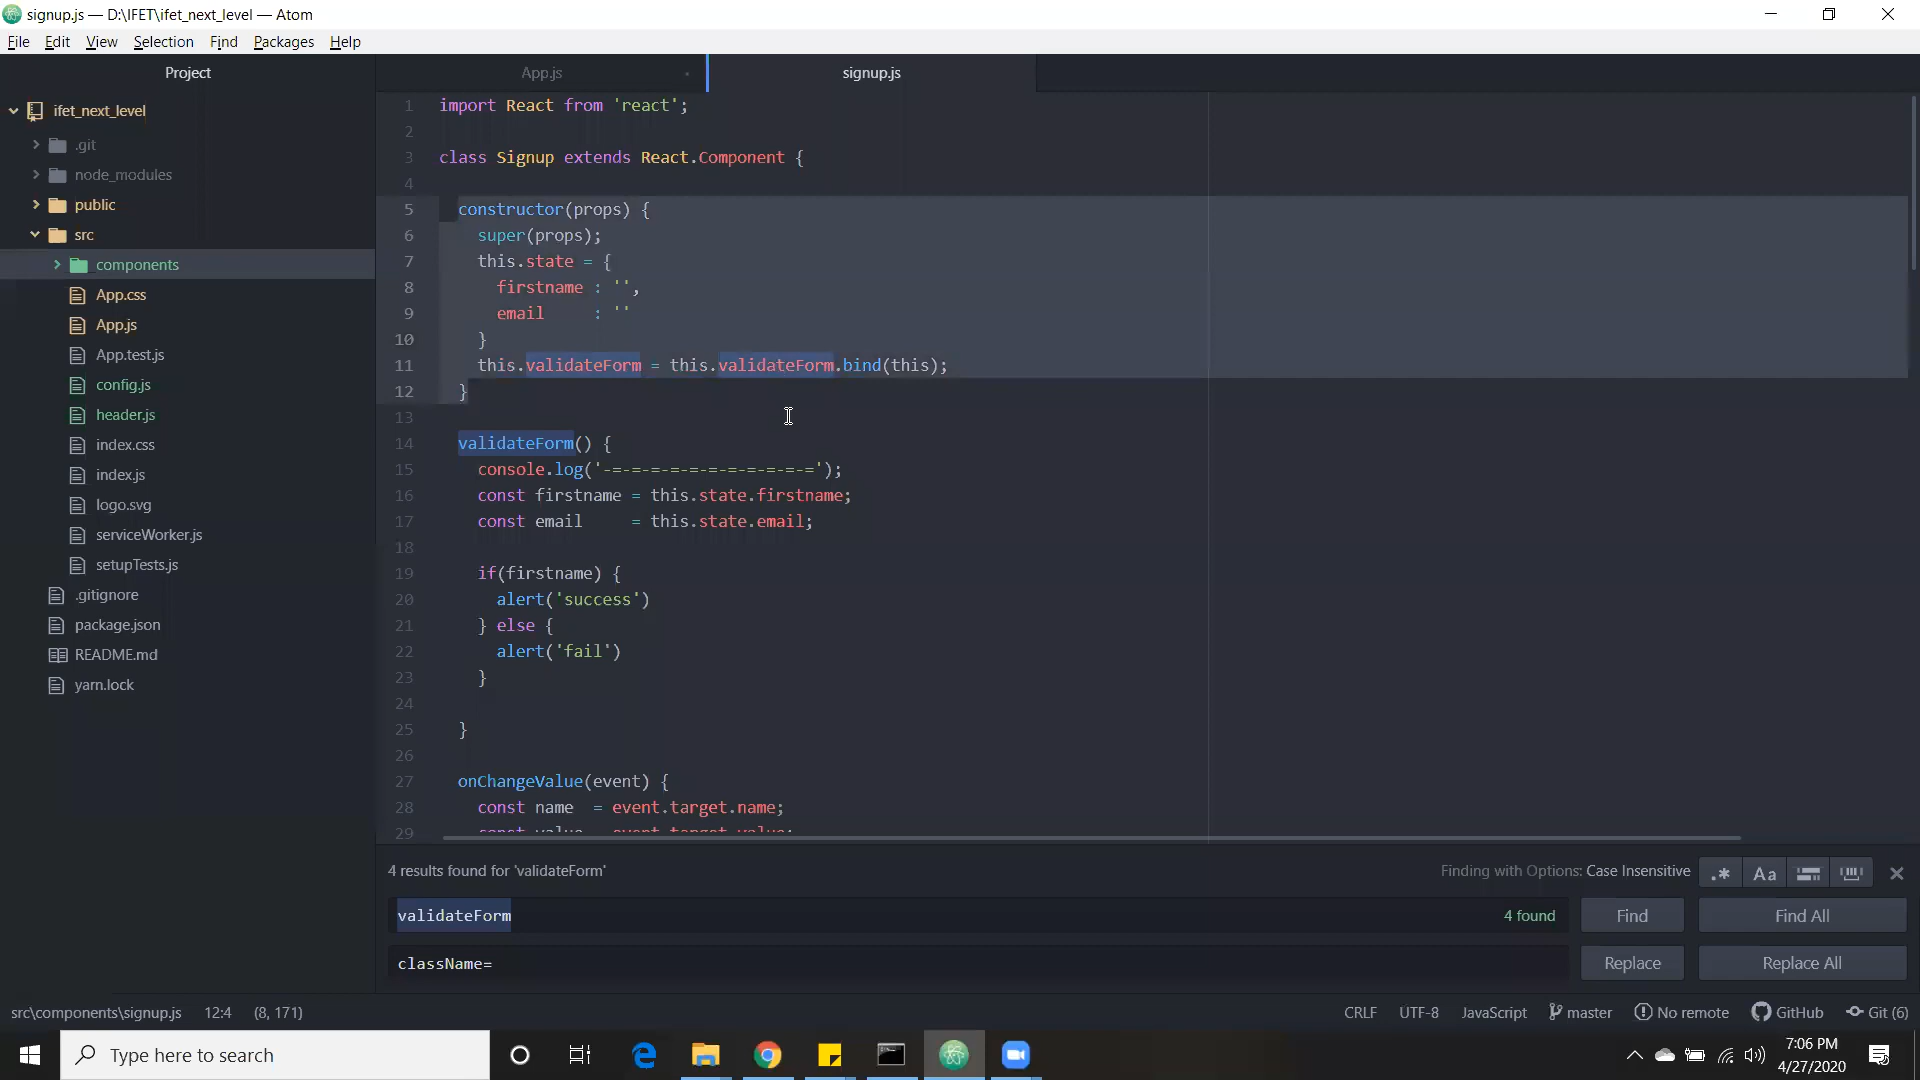 signup.js — D:\IFET\ifet_next_level — Atom
File Edit View Selection Find Packages Help
Project
App.js
signup.js
ifet_next_level
.git
node_modules
public
src
components
App.css
App.js
App.test.js
config.js
header.js
index.css
index.js
logo.svg
serviceWorker.js
setupTests.js
.gitignore
package.json
README.md
yarn.lock
1 import React from 'react';
2
3 class Signup extends React.Component {
4
5 constructor(props) {
6 super(props);
7 this.state = {
8 firstname : '',
9 email : ''
10 }
11 this.validateForm = this.validateForm.bind(this);
12 }
13
14 validateForm() {
15 console.log('-=-=-=-=-=-=-=-=-=-=-=');
16 const firstname = this.state.firstname;
17 const email = this.state.email;
18
19 if(firstname) {
20 alert('success')
21 } else {
22 alert('fail')
23 }
24
25 }
26
27 onChangeValue(event) {
28 const name = event.target.name;
29 const value = event.target.value;
4 results found for 'validateForm'
Finding with Options: Case Insensitive
.* Aa
validateForm
4 found
Find
Find All
className=
Replace
Replace All
src\components\signup.js 12:4 (8, 171)
CRLF UTF-8 JavaScript master No remote GitHub Git (6)
Type here to search
7:06 PM
4/27/2020